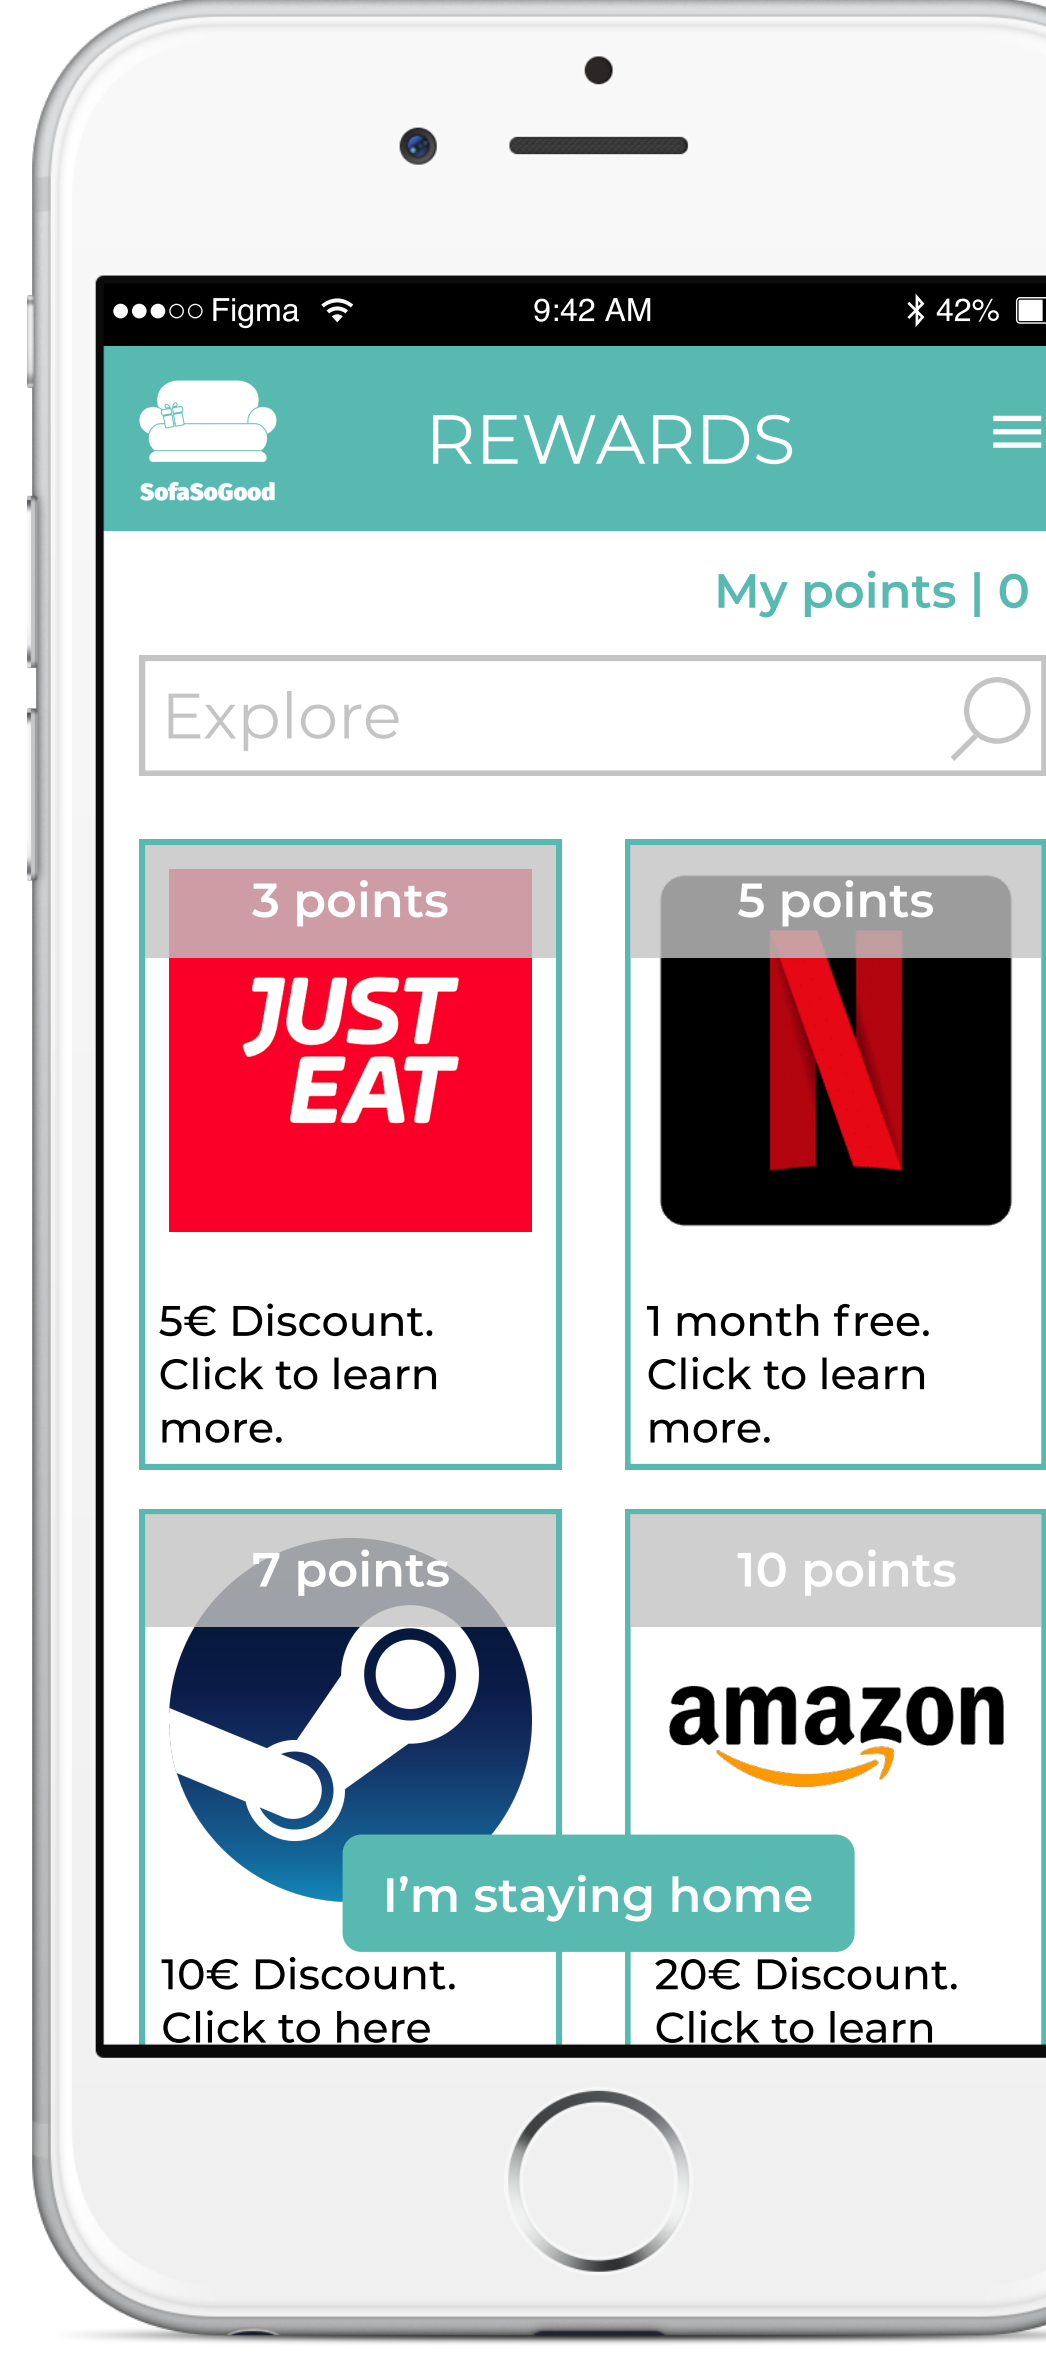 Figma 9:42 AM 42%
REWARDS
SofaSoGood
My points | 0
Explore
3 points
JUST
EAT
5€ Discount.
Click to learn
more.
5 points
N
1 month free.
Click to learn
more.
7 points
10€ Discount.
Click to here
10 points
amazon
20€ Discount.
Click to learn
I'm staying home